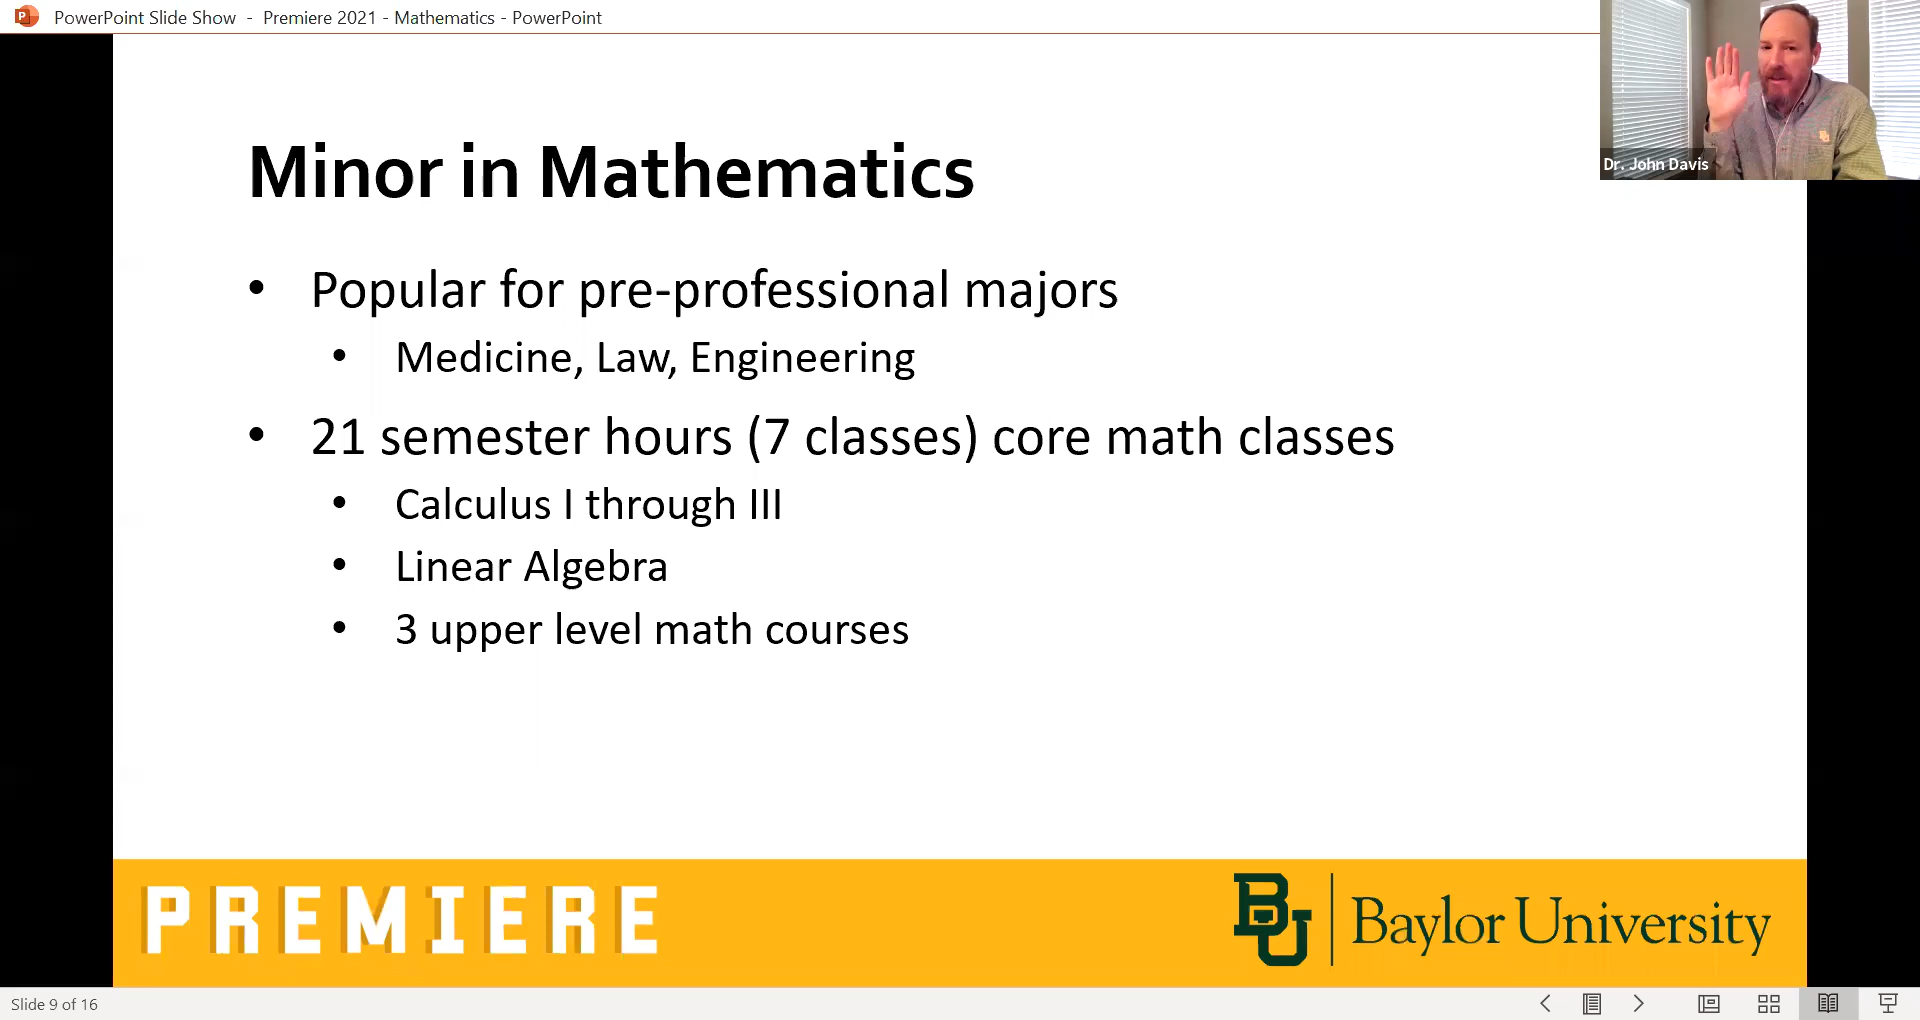 PowerPoint Slide Show - Premiere 2021 - Mathematics - PowerPoint
Dr. John Davis
Minor in Mathematics
• Popular for pre-professional majors
• Medicine, Law, Engineering
• 21 semester hours (7 classes) core math classes
• Calculus I through III
• Linear Algebra
• 3 upper level math courses
PREMIERE
BU Baylor University
Slide 9 of 16